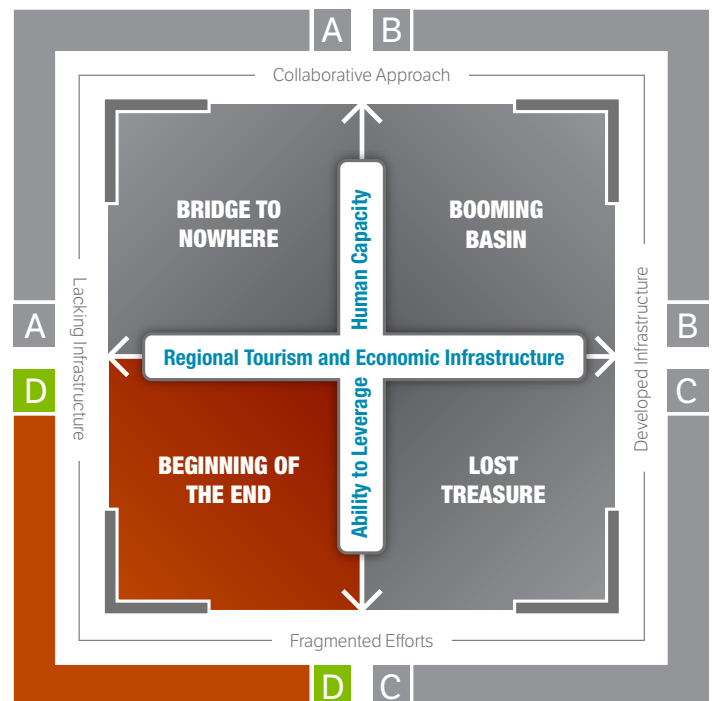 A B
Collaborative Approach
BRIDGE TO
NOWHERE
BOOMING
BASIN
Ability to Leverage Human Capacity
Lacking Infrastructure
Developed Infrastructure
A
B
Regional Tourism and Economic Infrastructure
D
C
BEGINNING OF
THE END
LOST
TREASURE
Fragmented Efforts
D C